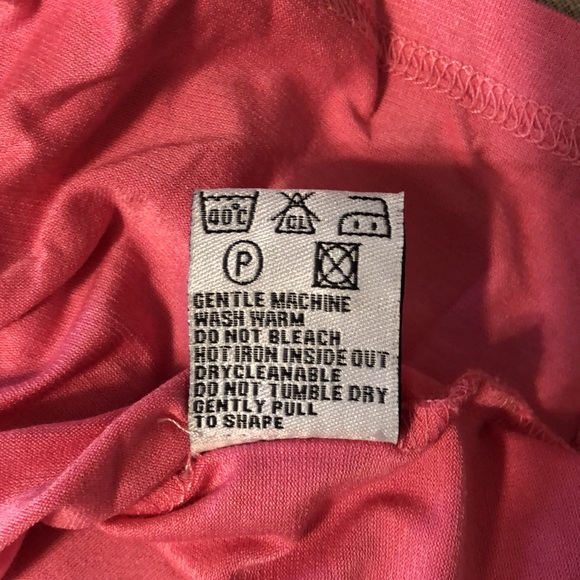 40°C CL
P
GENTLE MACHINE
WASH WARM
DO NOT BLEACH
HOT IRON INSIDE OUT
DRYCLEANABLE
DO NOT TUMBLE DRY
GENTLY PULL
TO SHAPE